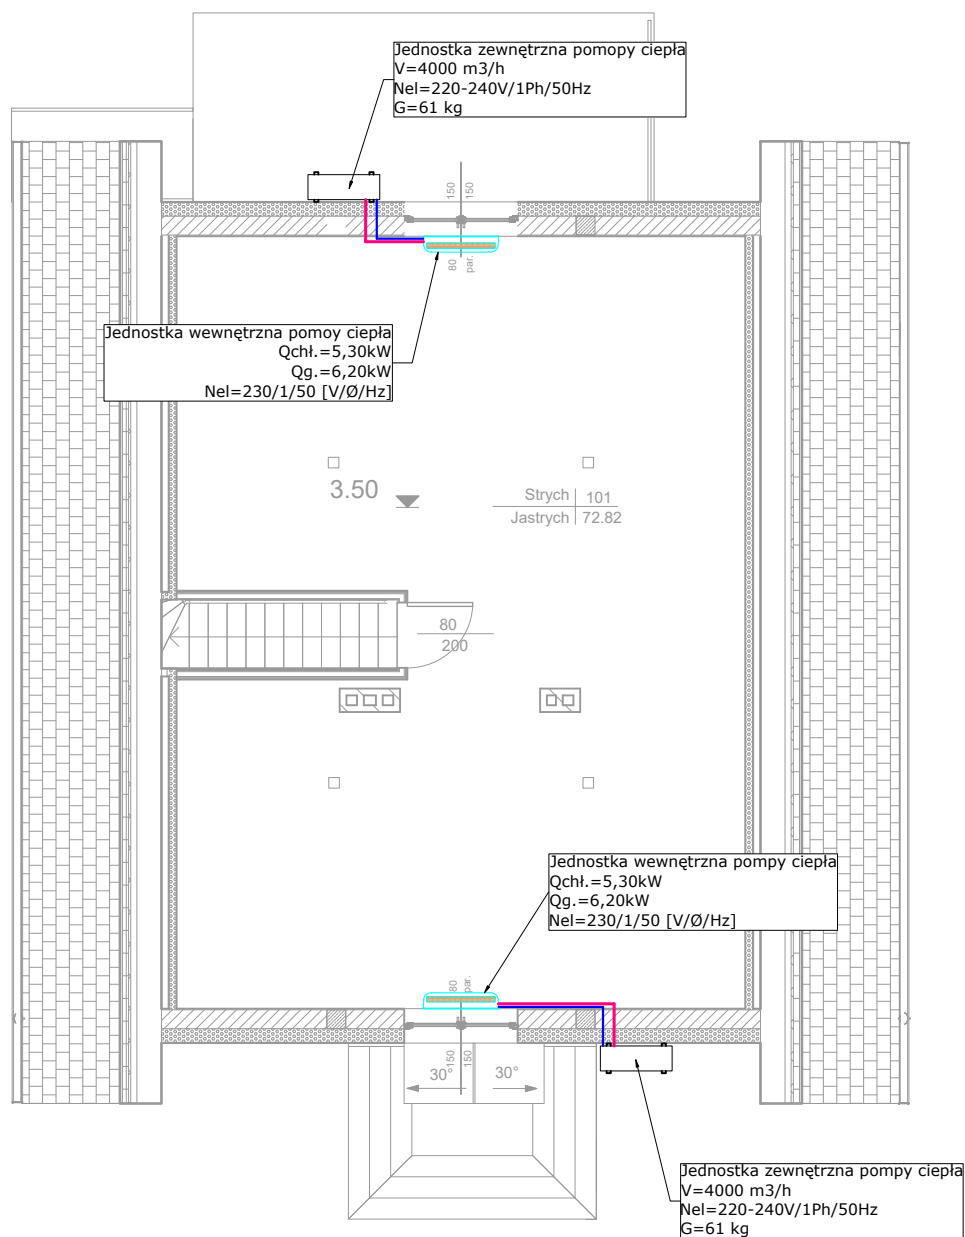 Jednostka zewnętrzna pomopy ciepła
V=4000 m3/h
Nel=220-240V/1Ph/50Hz
G=61 kg
150
150
80
par.
Jednostka wewnętrzna pomoy ciepła
Qchł.=5,30kW
Qg.=6,20kW
Nel=230/1/50 [V/Ø/Hz]
3.50
Strych 101
Jastrych 72.82
80
200
Jednostka wewnętrzna pompy ciepła
Qchł.=5,30kW
Qg.=6,20kW
Nel=230/1/50 [V/Ø/Hz]
80
par.
150
150
30°
30°
Jednostka zewnętrzna pompy ciepła
V=4000 m3/h
Nel=220-240V/1Ph/50Hz
G=61 kg